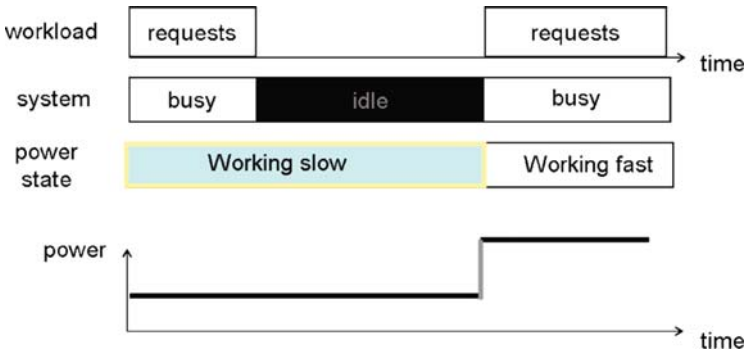 workload requests requests
time
system busy idle busy
power state Working slow Working fast
power
time